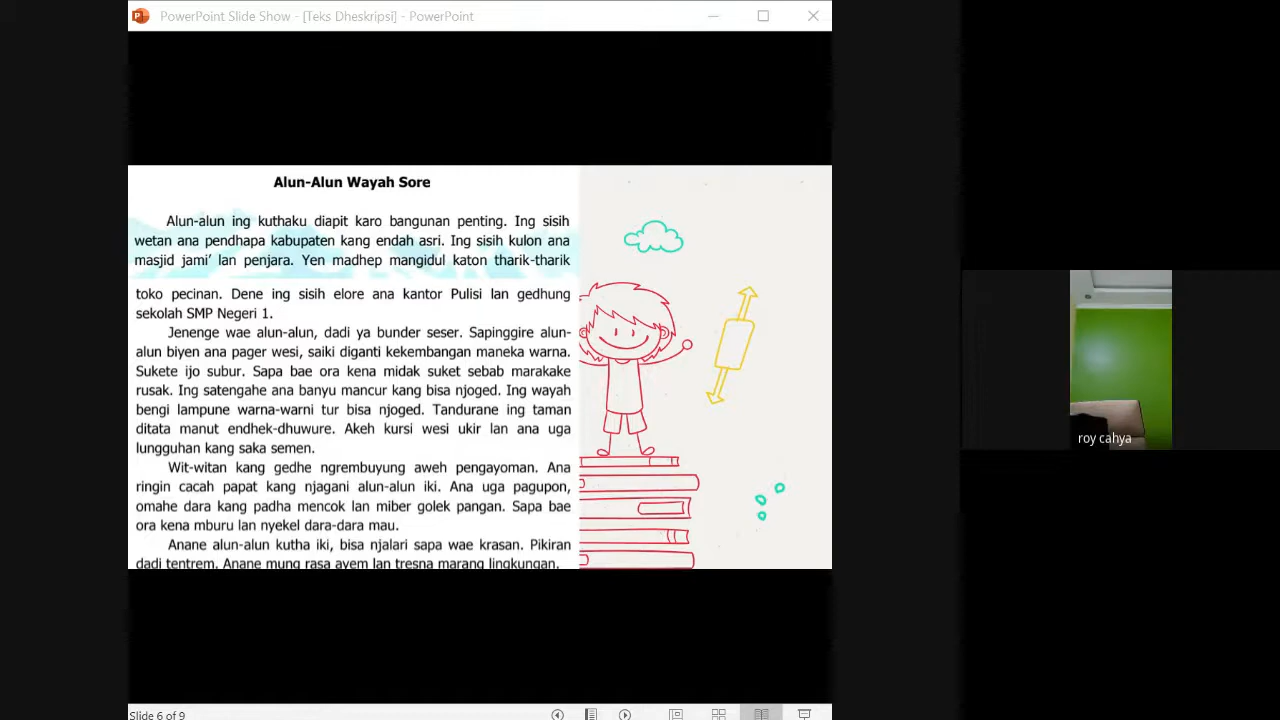 PowerPoint Slide Show - [Teks Dheskripsi] - PowerPoint
Alun-Alun Wayah Sore
Alun-alun ing kuthaku diapit karo bangunan penting. Ing sisih
wetan ana pendhapa kabupaten kang endah asri. Ing sisih kulon ana
masjid jami’ lan penjara. Yen madhep mangidul katon tharik-tharik
toko pecinan. Dene ing sisih elore ana kantor Pulisi lan gedhung
sekolah SMP Negeri 1.
Jenenge wae alun-alun, dadi ya bunder seser. Sapinggire alun-
alun biyen ana pager wesi, saiki diganti kekembangan maneka warna.
Sukete ijo subur. Sapa bae ora kena midak suket sebab marakake
rusak. Ing satengahe ana banyu mancur kang bisa njoged. Ing wayah
bengi lampune warna-warni tur bisa njoged. Tandurane ing taman
ditata manut endhek-dhuwure. Akeh kursi wesi ukir lan ana uga
lungguhan kang saka semen.
Wit-witan kang gedhe ngrembuyung aweh pengayoman. Ana
ringin cacah papat kang njagani alun-alun iki. Ana uga pagupon,
omahe dara kang padha mencok lan miber golek pangan. Sapa bae
ora kena mburu lan nyekel dara-dara mau.
Anane alun-alun kutha iki, bisa njalari sapa wae krasan. Pikiran
dadi tentrem. Anane mung rasa ayem lan tresna marang lingkungan.
roy cahya
Slide 6 of 9